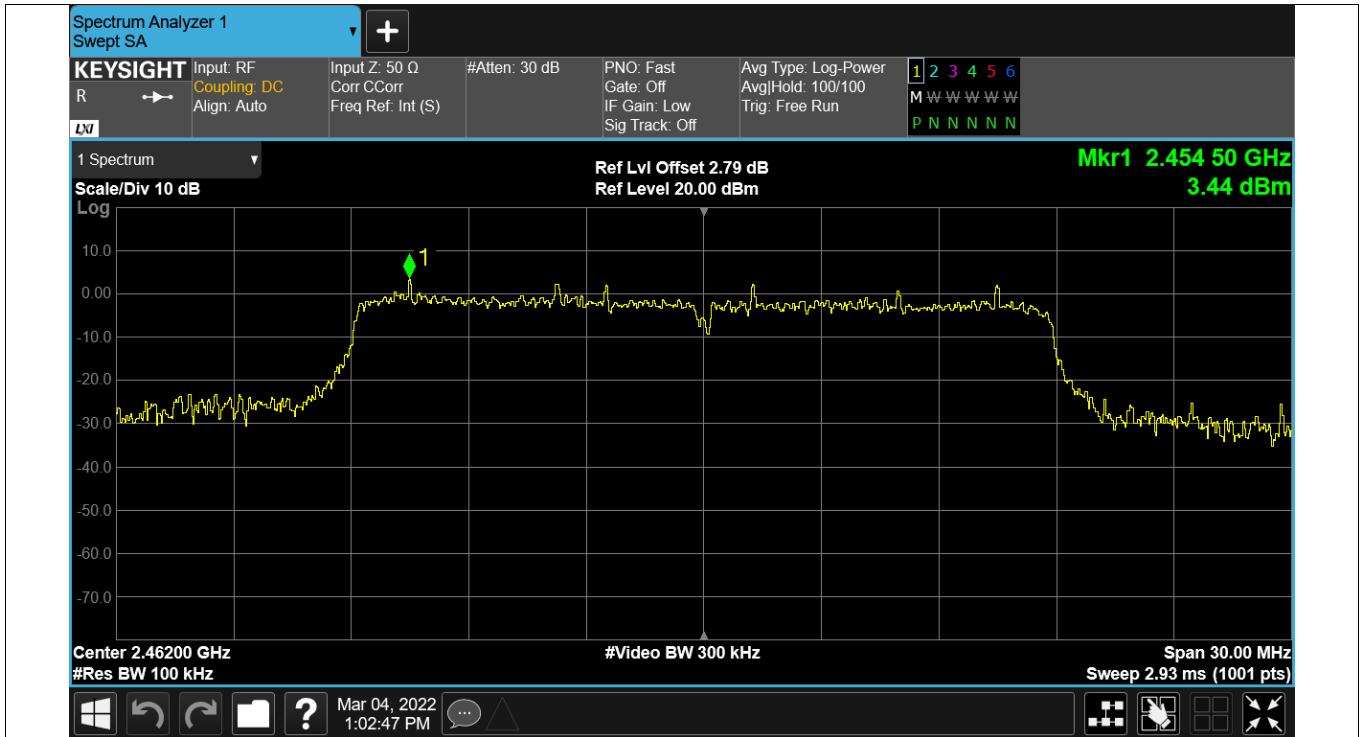 Spectrum Analyzer 1
Swept SA
KEYSIGHT
R
LXI
Input: RF
Coupling: DC
Align: Auto
Input Z: 50 Ω
Corr CCorr
Freq Ref: Int (S)
#Atten: 30 dB
PNO: Fast
Gate: Off
IF Gain: Low
Sig Track: Off
Avg Type: Log-Power
Avg|Hold: 100/100
Trig: Free Run
1 2 3 4 5 6
M W W W W W
P N N N N N
1 Spectrum
Scale/Div 10 dB
Log
Ref Lvl Offset 2.79 dB
Ref Level 20.00 dBm
Mkr1 2.454 50 GHz
3.44 dBm
1
10.0
0.00
-10.0
-20.0
-30.0
-40.0
-50.0
-60.0
-70.0
Center 2.46200 GHz
#Res BW 100 kHz
#Video BW 300 kHz
Span 30.00 MHz
Sweep 2.93 ms (1001 pts)
?
Mar 04, 2022
1:02:47 PM